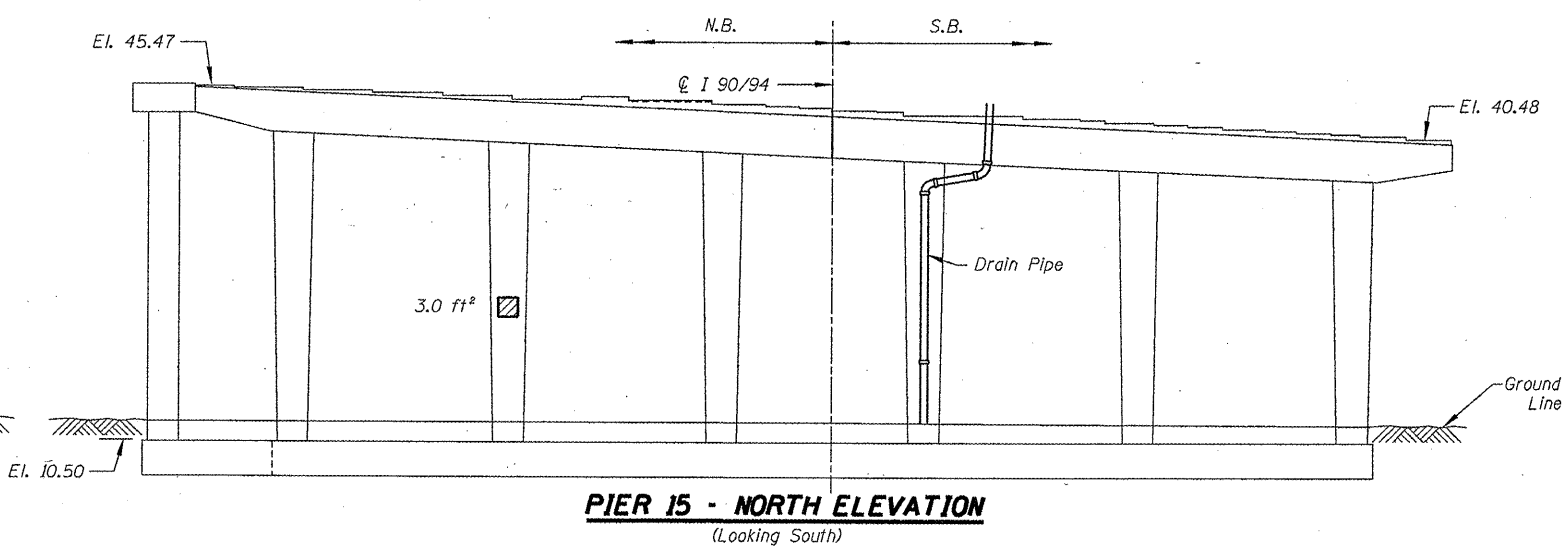 N.B.
S.B.
El. 45.47
℄ I 90/94
El. 40.48
Drain Pipe
3.0 ft²
Ground
Line
El. 10.50
PIER 15 - NORTH ELEVATION
(Looking South)